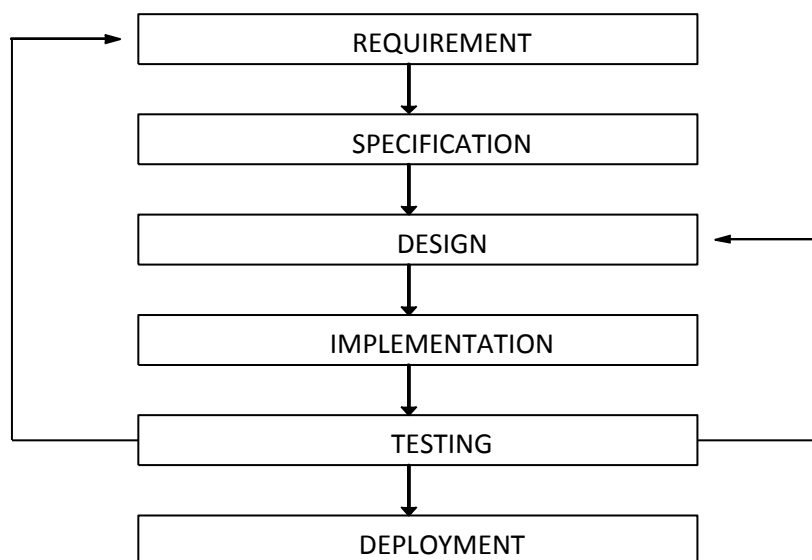 REQUIREMENT
SPECIFICATION
DESIGN
IMPLEMENTATION
TESTING
DEPLOYMENT